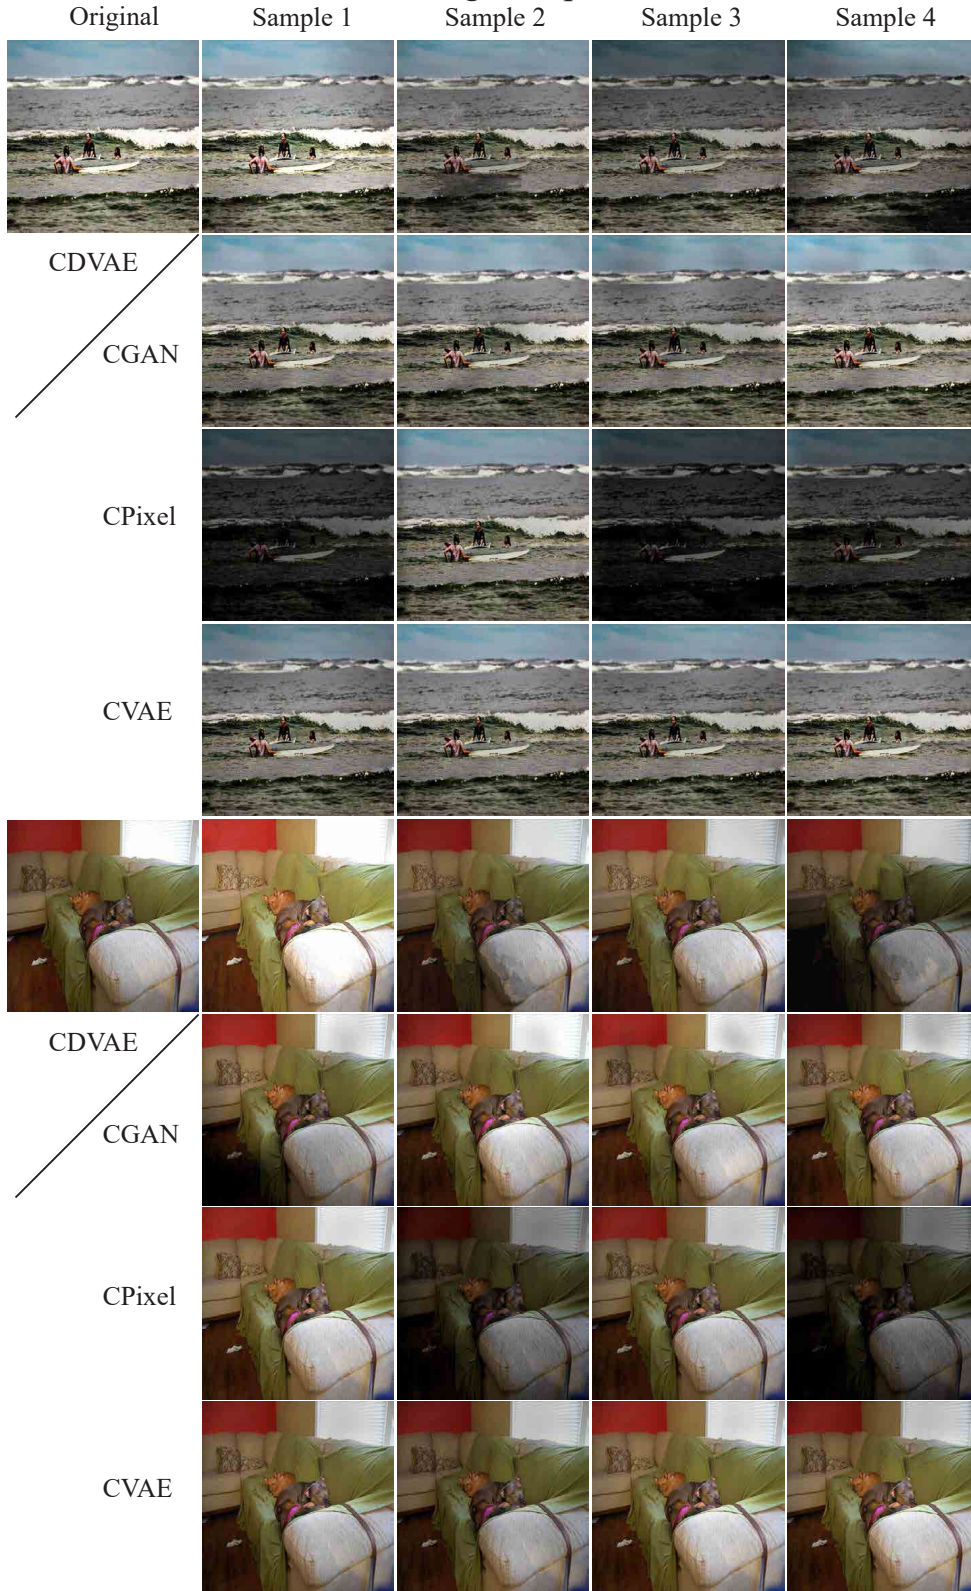 Original Sample 1 Sample 2 Sample 3 Sample 4
CDVAE
CGAN
CPixel
CVAE
CDVAE
CGAN
CPixel
CVAE